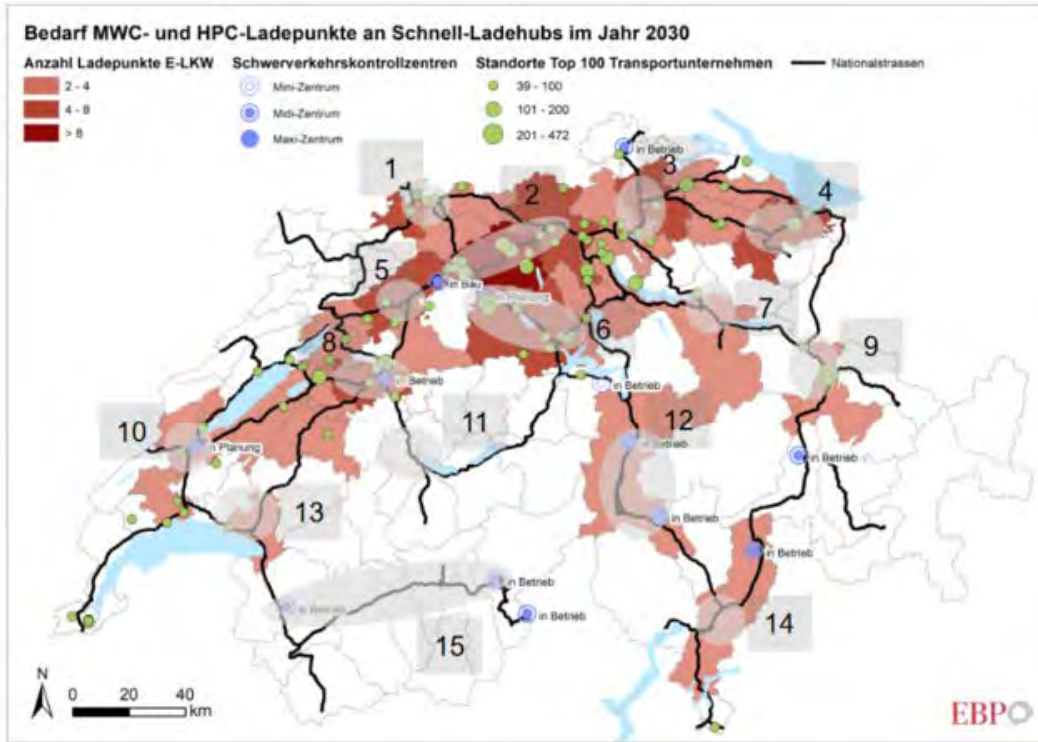 Bedarf MWC- und HPC-Ladepunkte an Schnell-Ladehubs im Jahr 2030
Anzahl Ladepunkte E-LKW
2 - 4
4 - 8
> 8
Schwerverkehrskontrollzentren
Mini-Zentrum
Midi-Zentrum
Maxi-Zentrum
Standorte Top 100 Transportunternehmen
39 - 100
101 - 200
201 - 472
Nationalstrassen
in Betrieb
1
2
3
4
5
in Bau
in Planung
6
7
8
in Betrieb
in Betrieb
9
10
in Planung
11
12
in Betrieb
in Betrieb
13
in Betrieb
in Betrieb
in Betrieb
in Betrieb
in Betrieb
14
15
N
0 20 40
km
EBP